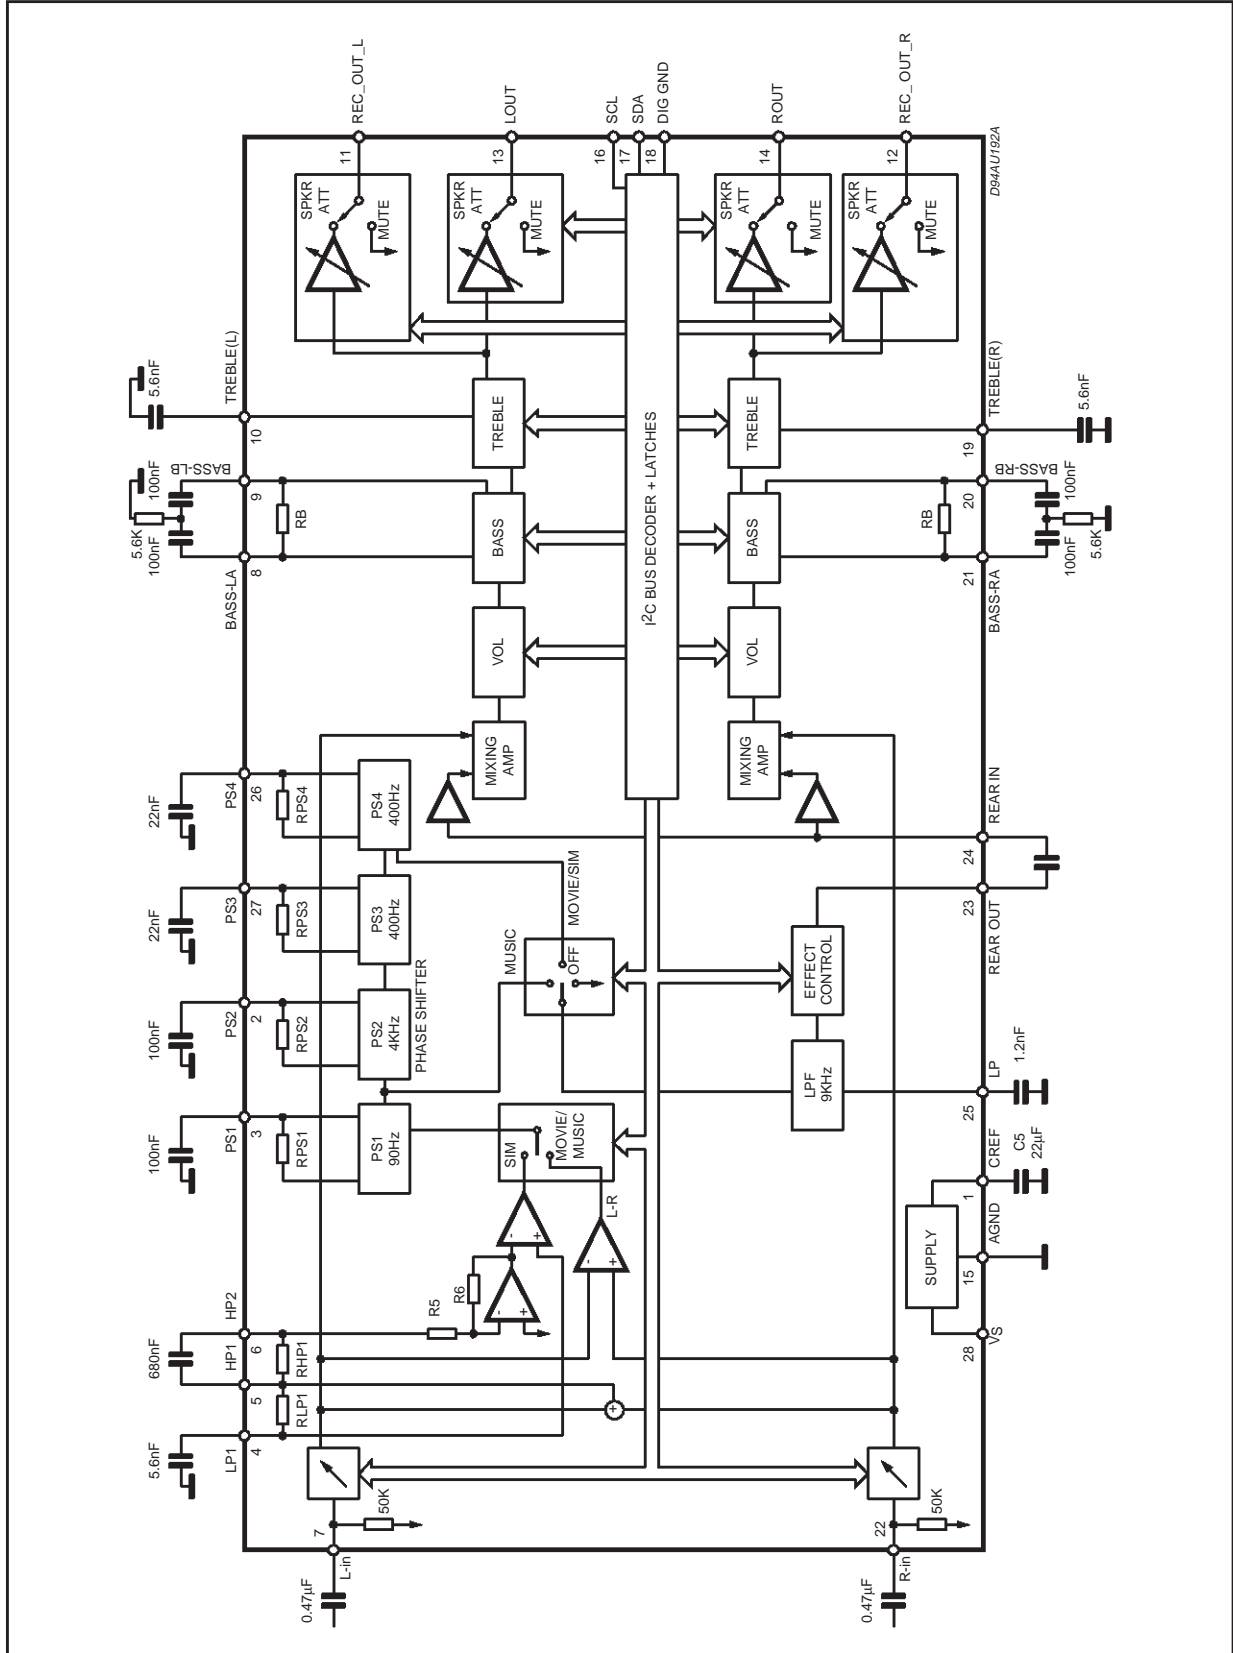 5.6nF
680nF
100nF
100nF
22nF
22nF
5.6K
100nF
100nF
5.6nF
LP1
HP1
HP2
PS1
PS2
PS3
PS4
BASS-LA
BASS-LB
TREBLE(L)
4
5
6
3
2
27
26
8
9
10
RLP1
RHP1
RPS1
RPS2
RPS3
RPS4
RB
0.47µF
L-in
7
50K
R5
R6
-
+
-
+
-
+
L-R
+
PS1
90Hz
PS2
4KHz
PS3
400Hz
PS4
400Hz
PHASE SHIFTER
SIM
MOVIE/
MUSIC
MUSIC
OFF
MOVIE/SIM
MIXING
AMP
VOL
BASS
TREBLE
SPKR
ATT
MUTE
11
REC_OUT_L
SPKR
ATT
MUTE
13
LOUT
I2C BUS DECODER + LATCHES
16
SCL
17
SDA
18
DIG GND
LPF
9KHz
EFFECT
CONTROL
MIXING
AMP
VOL
BASS
TREBLE
SPKR
ATT
MUTE
14
ROUT
SPKR
ATT
MUTE
12
REC_OUT_R
0.47µF
R-in
22
50K
SUPPLY
RB
28
15
1
25
23
24
21
20
19
VS
AGND
CREF
LP
REAR OUT
REAR IN
BASS-RA
BASS-RB
TREBLE(R)
C5
22µF
1.2nF
100nF
5.6K
100nF
5.6nF
D94AU192A